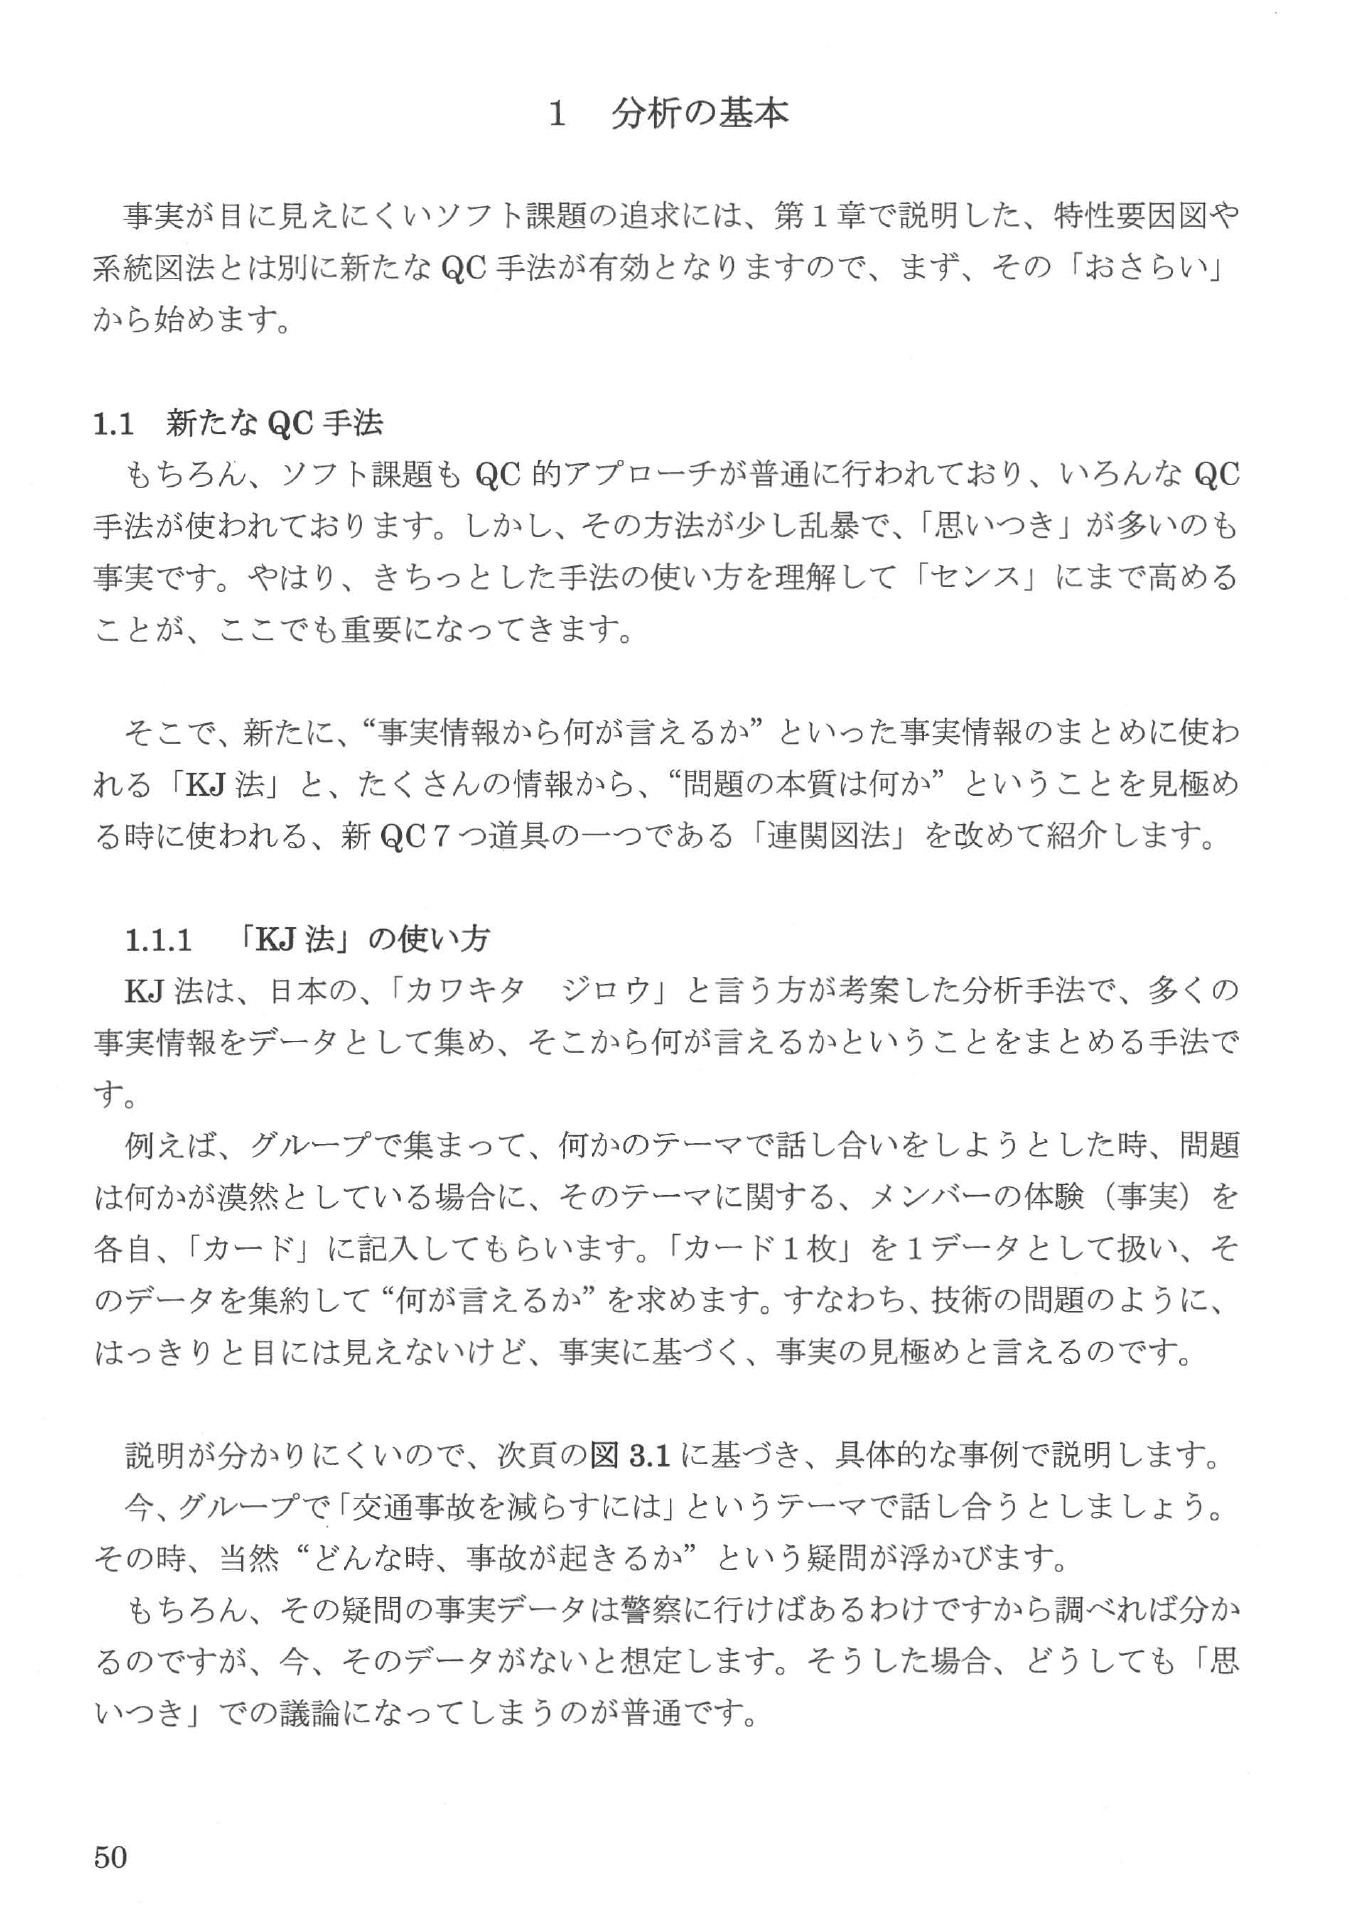 1　分析の基本
　事実が目に見えにくいソフト課題の追求には、第１章で説明した、特性要因図や
系統図法とは別に新たな QC 手法が有効となりますので、まず、その「おさらい」
から始めます。
1.1　新たな QC 手法
　もちろん、ソフト課題も QC 的アプローチが普通に行われており、いろんな QC
手法が使われております。しかし、その方法が少し乱暴で、「思いつき」が多いのも
事実です。やはり、きちっとした手法の使い方を理解して「センス」にまで高める
ことが、ここでも重要になってきます。
　そこで、新たに、“事実情報から何が言えるか” といった事実情報のまとめに使わ
れる「KJ 法」と、たくさんの情報から、“問題の本質は何か” ということを見極め
る時に使われる、新 QC７つ道具の一つである「連関図法」を改めて紹介します。
1.1.1　「KJ 法」の使い方
　KJ 法は、日本の、「カワキタ　ジロウ」と言う方が考案した分析手法で、多くの
事実情報をデータとして集め、そこから何が言えるかということをまとめる手法で
す。
　例えば、グループで集まって、何かのテーマで話し合いをしようとした時、問題
は何かが漠然としている場合に、そのテーマに関する、メンバーの体験（事実）を
各自、「カード」に記入してもらいます。「カード１枚」を１データとして扱い、そ
のデータを集約して “何が言えるか” を求めます。すなわち、技術の問題のように、
はっきりと目には見えないけど、事実に基づく、事実の見極めと言えるのです。
　説明が分かりにくいので、次頁の図 3.1 に基づき、具体的な事例で説明します。
　今、グループで「交通事故を減らすには」というテーマで話し合うとしましょう。
その時、当然 “どんな時、事故が起きるか” という疑問が浮かびます。
　もちろん、その疑問の事実データは警察に行けばあるわけですから調べれば分か
るのですが、今、そのデータがないと想定します。そうした場合、どうしても「思
いつき」での議論になってしまうのが普通です。
50